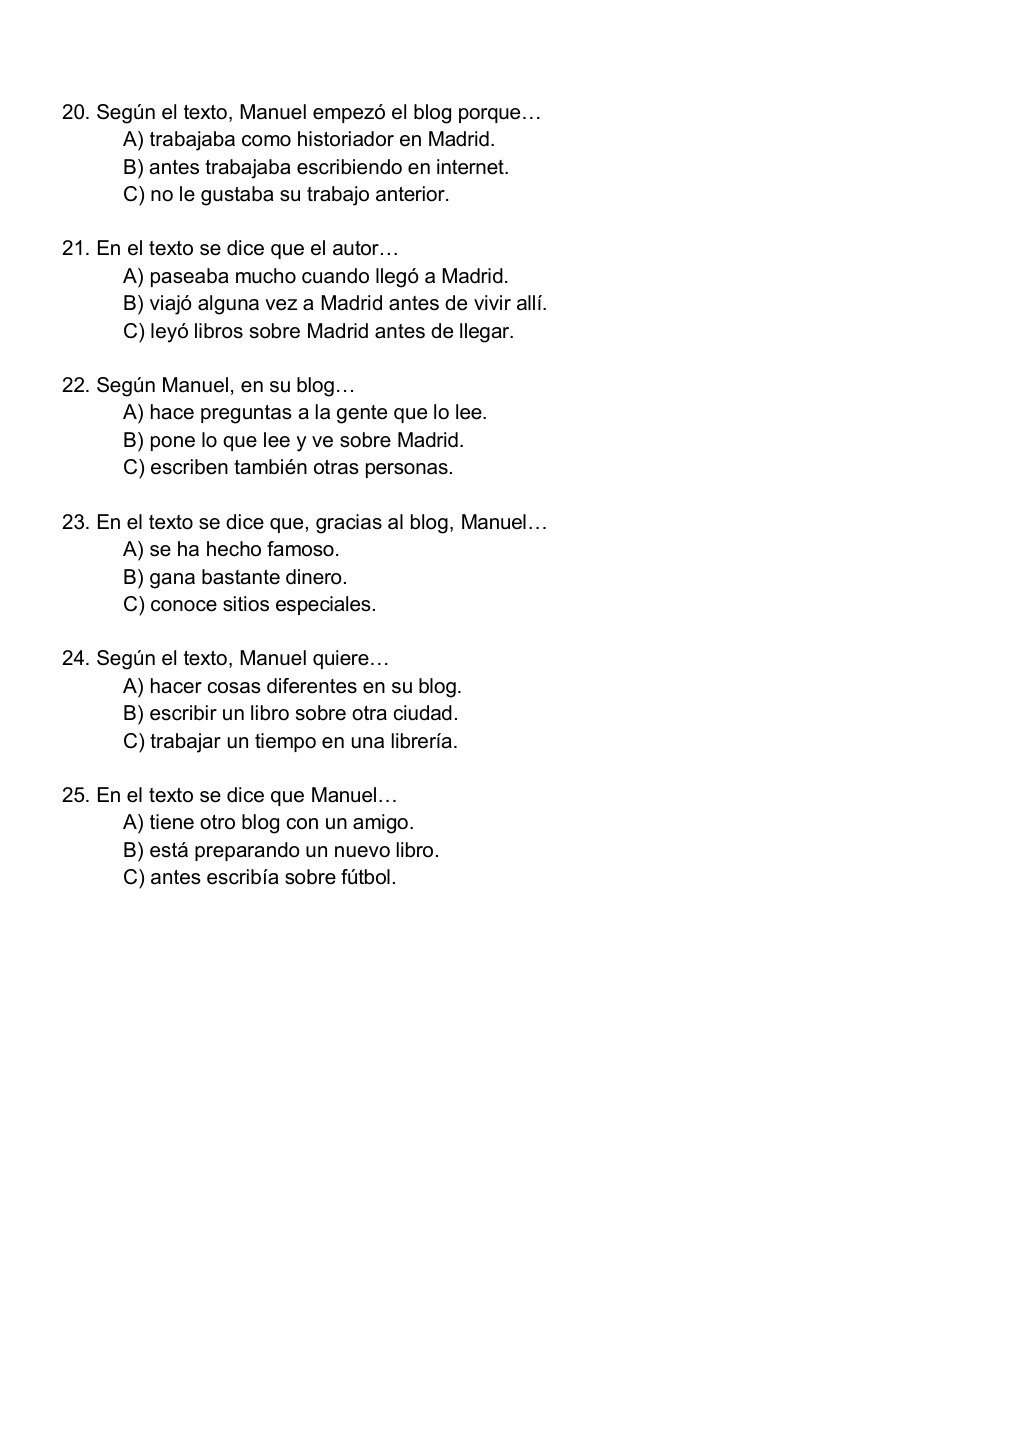 20. Según el texto, Manuel empezó el blog porque…
A) trabajaba como historiador en Madrid.
B) antes trabajaba escribiendo en internet.
C) no le gustaba su trabajo anterior.
21. En el texto se dice que el autor…
A) paseaba mucho cuando llegó a Madrid.
B) viajó alguna vez a Madrid antes de vivir allí.
C) leyó libros sobre Madrid antes de llegar.
22. Según Manuel, en su blog…
A) hace preguntas a la gente que lo lee.
B) pone lo que lee y ve sobre Madrid.
C) escriben también otras personas.
23. En el texto se dice que, gracias al blog, Manuel…
A) se ha hecho famoso.
B) gana bastante dinero.
C) conoce sitios especiales.
24. Según el texto, Manuel quiere…
A) hacer cosas diferentes en su blog.
B) escribir un libro sobre otra ciudad.
C) trabajar un tiempo en una librería.
25. En el texto se dice que Manuel…
A) tiene otro blog con un amigo.
B) está preparando un nuevo libro.
C) antes escribía sobre fútbol.